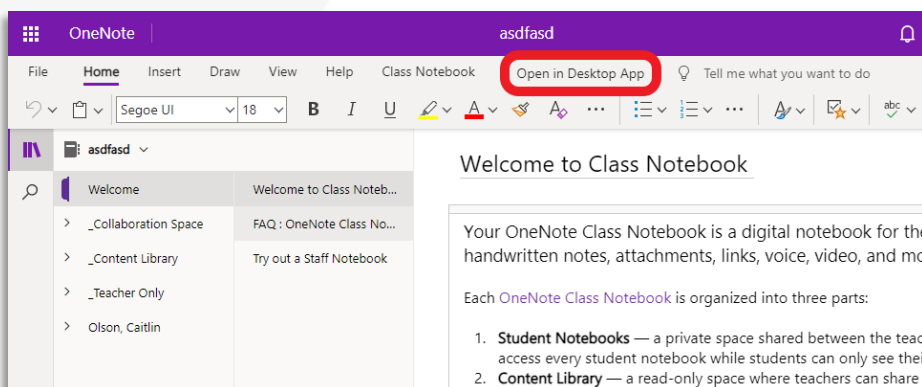 OneNote
asdfasd
File Home Insert Draw View Help Class Notebook Open in Desktop App Tell me what you want to do
Segoe UI 18 B I U A A abc
asdfasd
Welcome
_Collaboration Space
_Content Library
_Teacher Only
Olson, Caitlin
Welcome to Class Noteb...
FAQ : OneNote Class No...
Try out a Staff Notebook
Welcome to Class Notebook
Your OneNote Class Notebook is a digital notebook for the
handwritten notes, attachments, links, voice, video, and
Each OneNote Class Notebook is organized into three parts:
1. Student Notebooks — a private space shared between the
access every student notebook while students can only see
2. Content Library — a read-only space where teachers can share